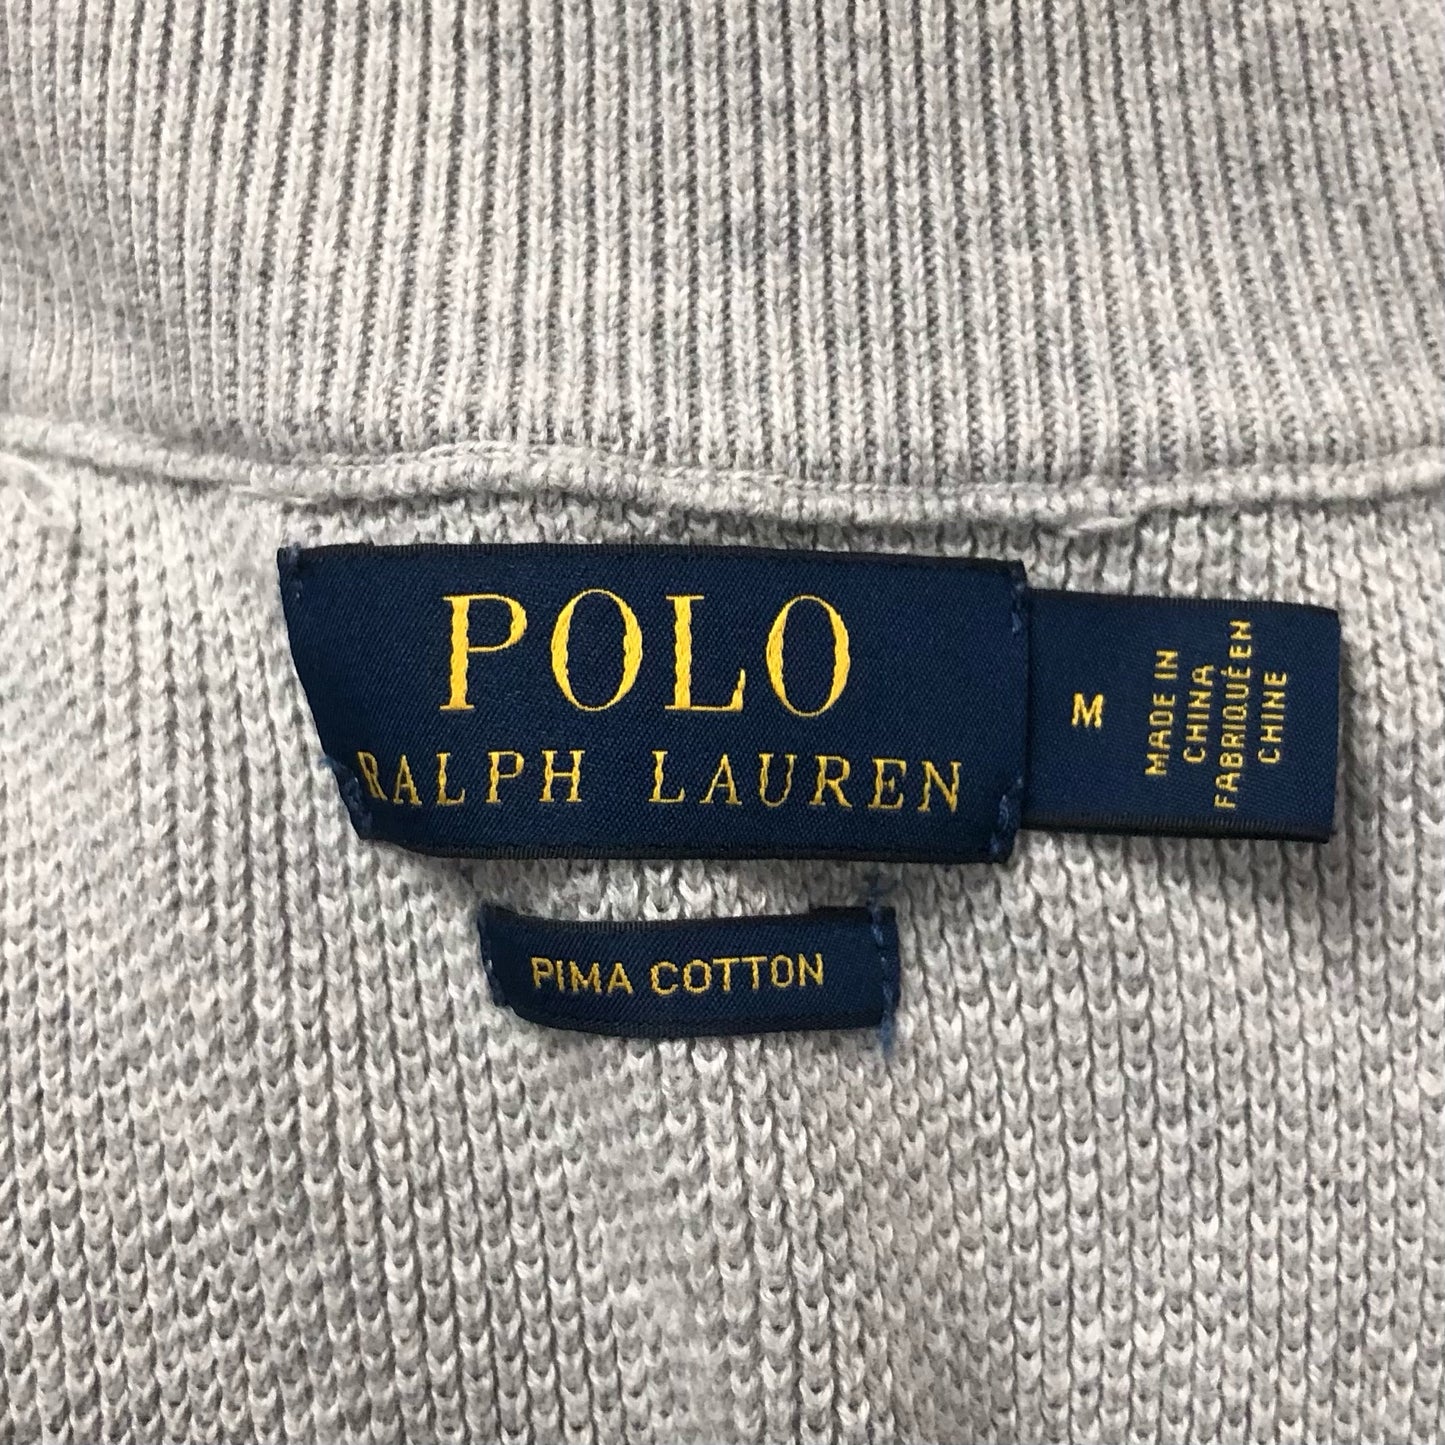 POLO
RALPH LAUREN
M
MADE IN
CHINA
FABRIQUÉ EN
CHINE
PIMA COTTON